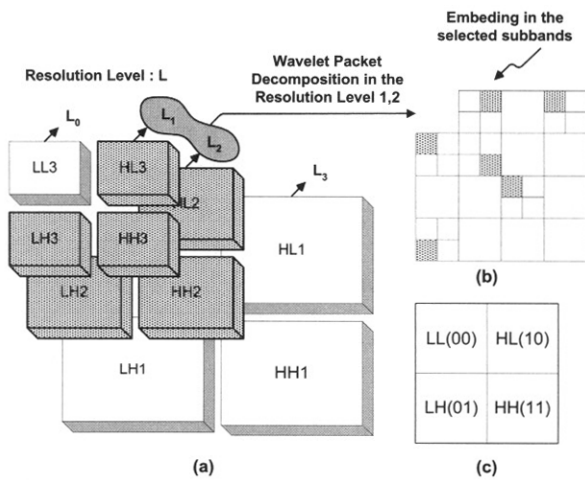 Embeding in the
selected subbands
Wavelet Packet
Decomposition in the
Resolution Level 1,2
Resolution Level : L
L0
L1
L2
L3
LL3
HL3
HL2
HL1
LH3
HH3
LH2
HH2
LH1
HH1
(a)
(b)
LL(00)
HL(10)
LH(01)
HH(11)
(c)